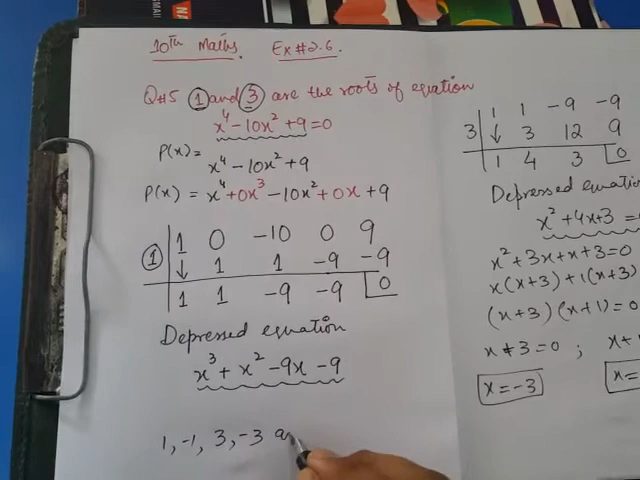 10th Maths. Ex#2.6.
Q#5 1 and 3 are the roots of equation
x⁴-10x²+9=0
P(x)=
x⁴-10x²+9
P(x)= x⁴+0x³-10x²+0x+9
1 | 1 0 -10 0 9
↓ 1 1 -9 -9
1 1 -9 -9 0
Depressed equation
x³+x²-9x-9
1,-1, 3,-3
3 | 1 1 -9 -9
↓ 3 12 9
1 4 3 0
Depressed
x²+4x+3
x²+3x+x+3=0
x(x+3)+1(x+3)
(x+3)(x+1)=0
x+3=0 ; x+
x=-3 x=